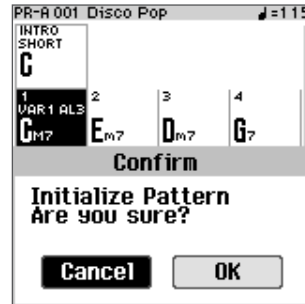 PR-A 001 Disco Pop ♩=115
INTRO
SHORT
C
1 2 3 4
VAR1 AL3
CM7 Em7 Dm7 G7
Confirm
Initialize Pattern
Are you sure?
Cancel OK